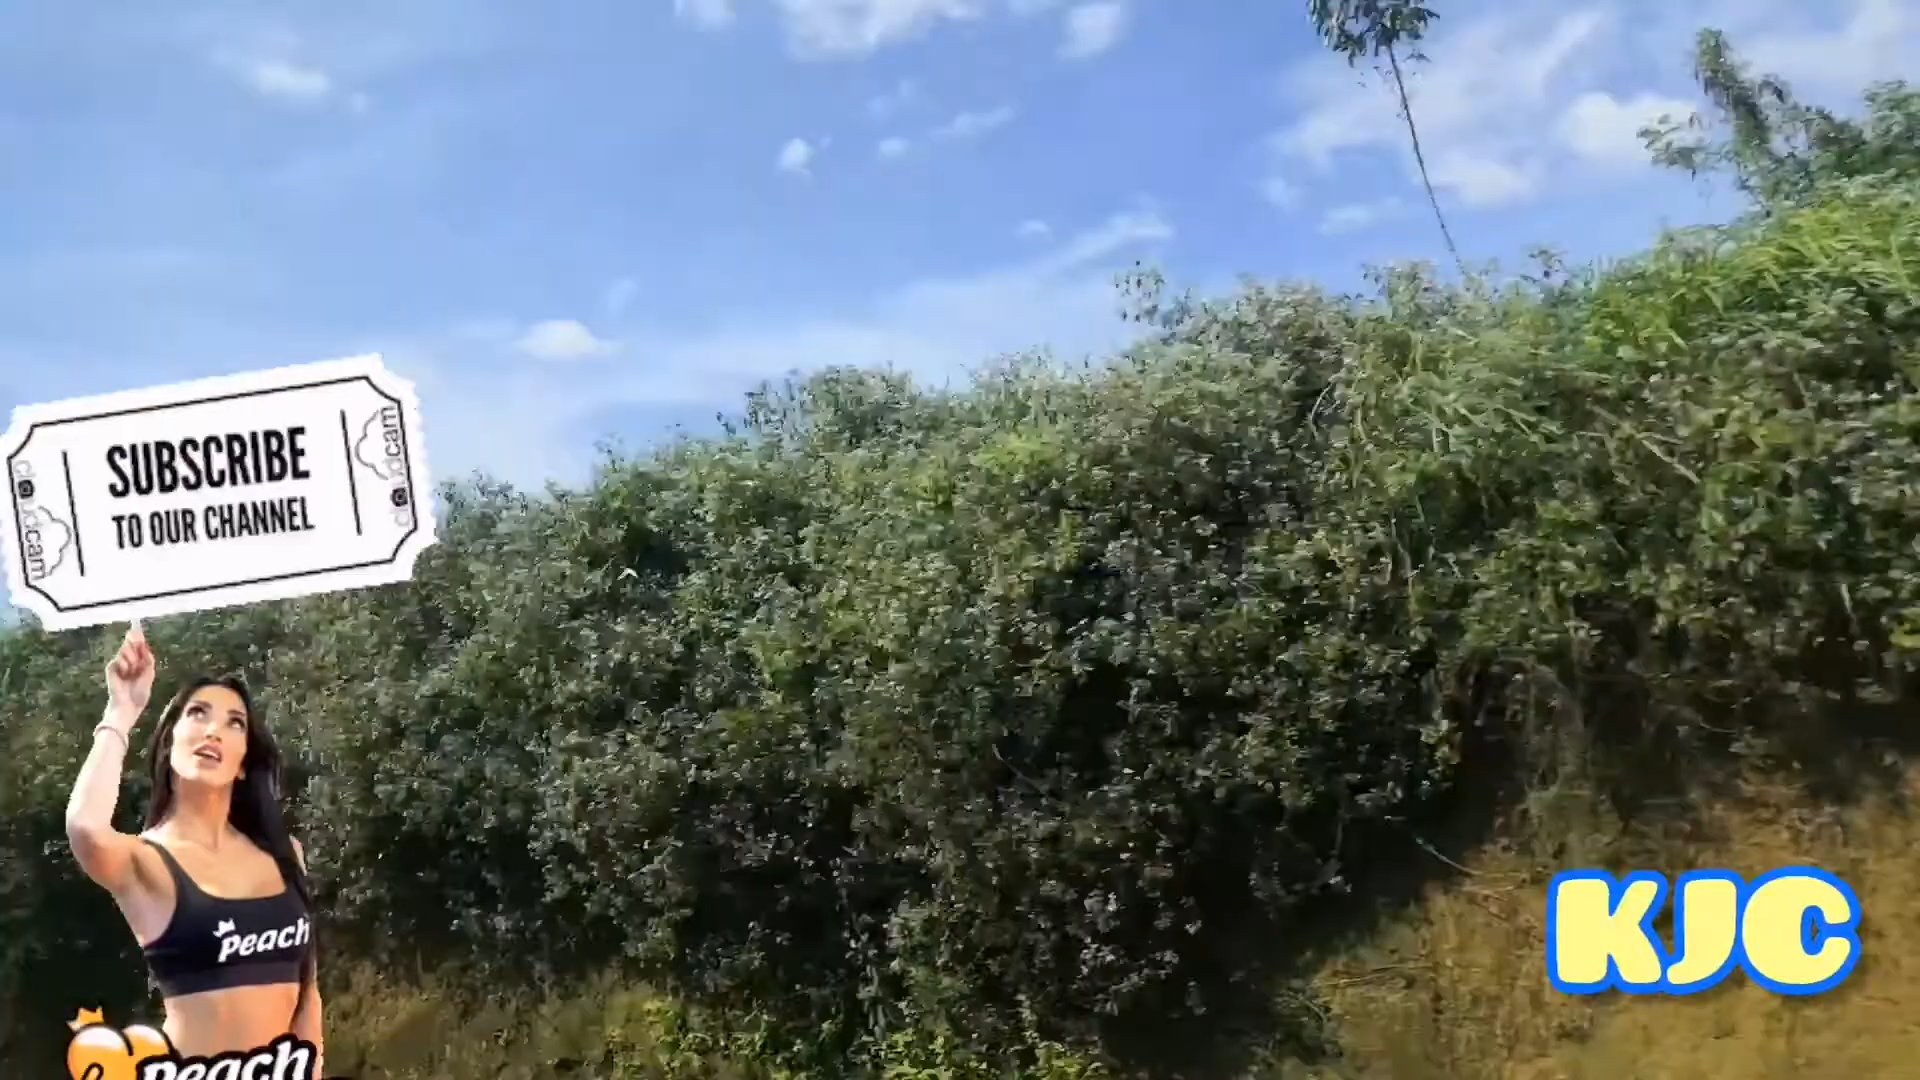 SUBSCRIBE
TO OUR CHANNEL
cloudcam
cloudcam
Peach
Peach
KJC